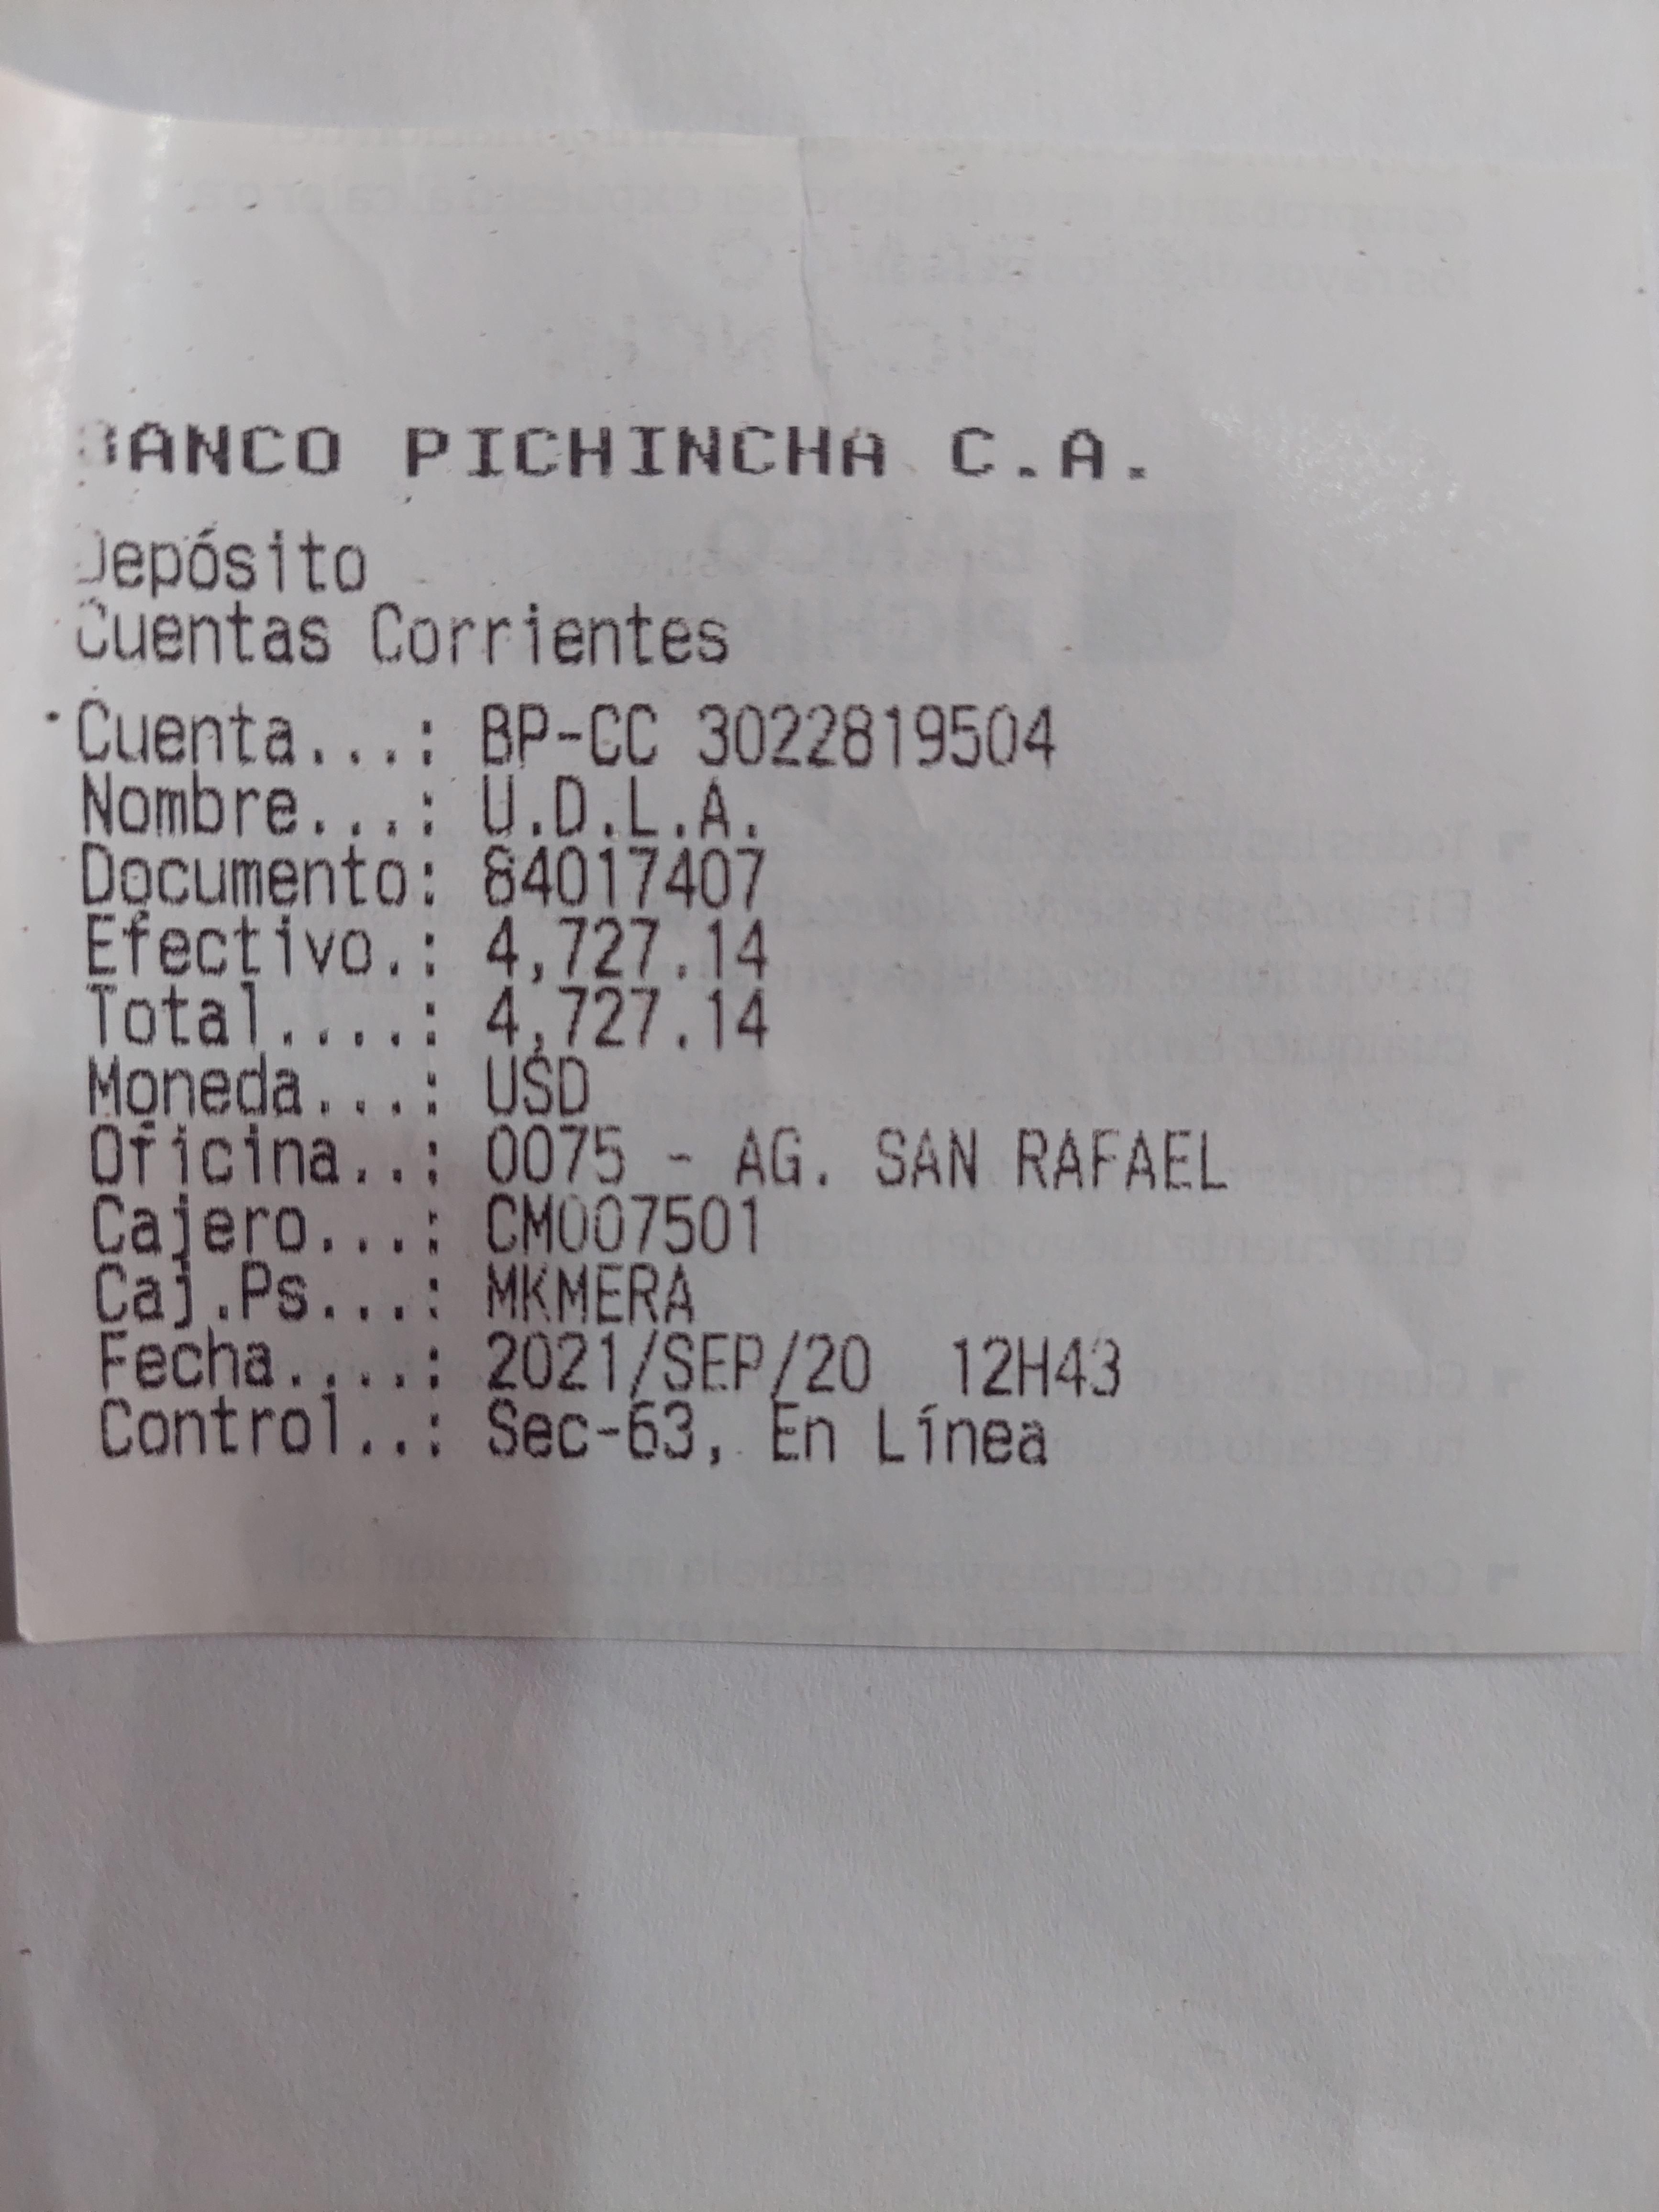 BANCO PICHINCHA C.A.
Depósito
Cuentas Corrientes
Cuenta...: BP-CC 3022819504
Nombre...: U.D.L.A.
Documento: 84017407
Efectivo.: 4,727.14
Total....: 4,727.14
Moneda...: USD
Oficina..: 0075 - AG. SAN RAFAEL
Cajero...: CM007501
Caj.Ps...: MKMERA
Fecha....: 2021/SEP/20 12H43
Control..: Sec-63, En Línea